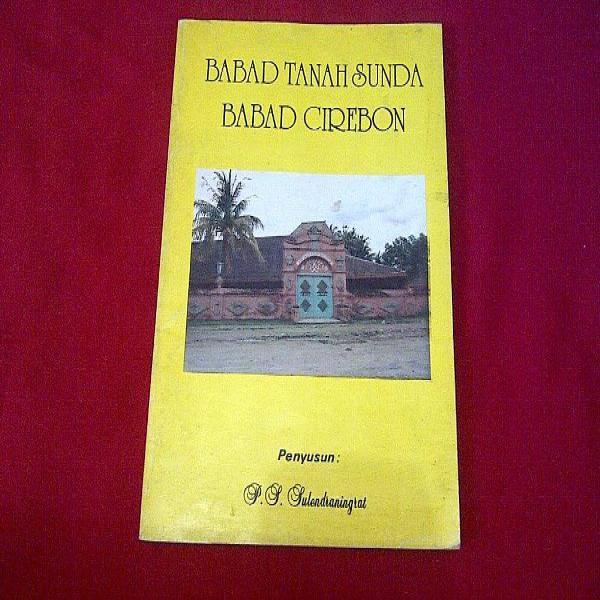 BABAD TANAH SUNDA
BABAD CIREBON
Penyusun:
P. S. Sulendraningrat